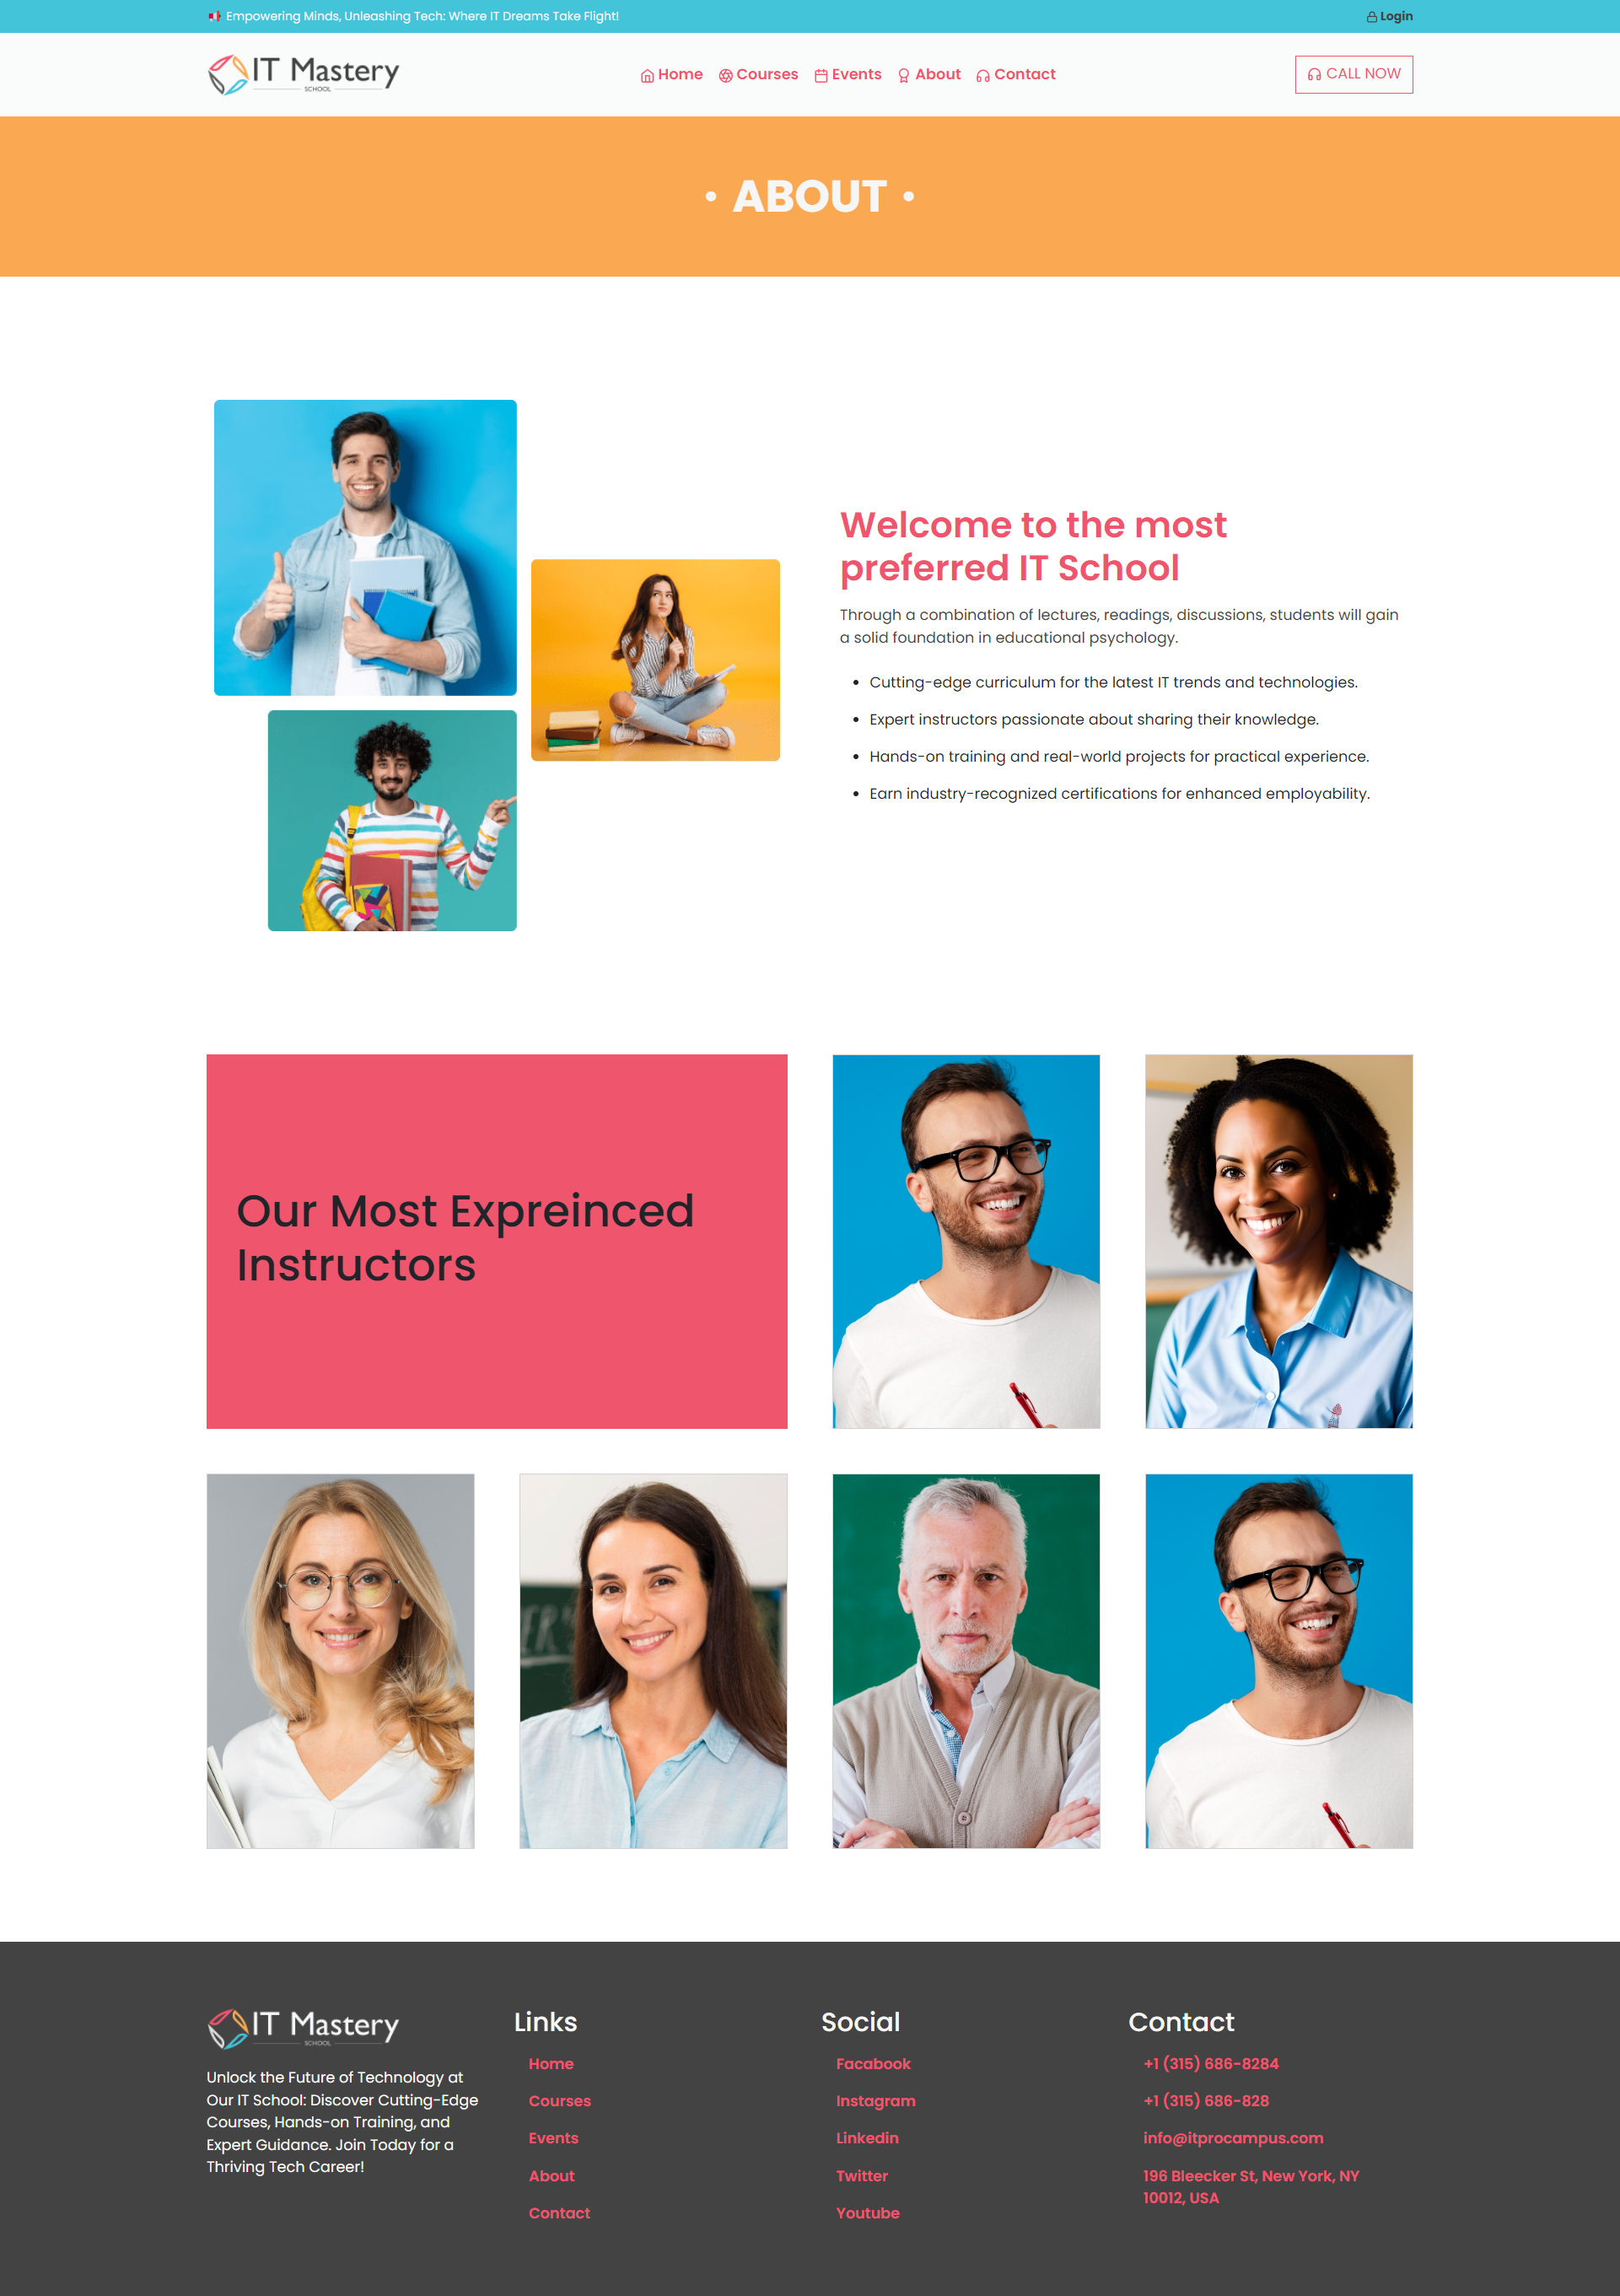 Empowering Minds, Unleashing Tech: Where IT Dreams Take Flight!
Login
IT Mastery
SCHOOL
Home
Courses
Events
About
Contact
CALL NOW
• ABOUT •
Welcome to the most
preferred IT School
Through a combination of lectures, readings, discussions, students will gain
a solid foundation in educational psychology.
• Cutting-edge curriculum for the latest IT trends and technologies.
• Expert instructors passionate about sharing their knowledge.
• Hands-on training and real-world projects for practical experience.
• Earn industry-recognized certifications for enhanced employability.
Our Most Expreinced
Instructors
IT Mastery
SCHOOL
Unlock the Future of Technology at
Our IT School: Discover Cutting-Edge
Courses, Hands-on Training, and
Expert Guidance. Join Today for a
Thriving Tech Career!
Links
Home
Courses
Events
About
Contact
Social
Facabook
Instagram
Linkedin
Twitter
Youtube
Contact
+1 (315) 686-8284
+1 (315) 686-828
info@itprocampus.com
196 Bleecker St, New York, NY
10012, USA